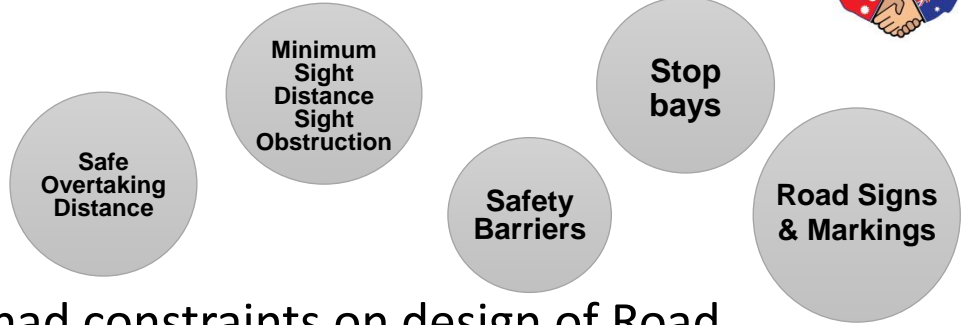 Safe
Overtaking
Distance
Minimum
Sight
Distance
Sight
Obstruction
Safety
Barriers
Stop
bays
Road Signs
& Markings
constraints on design of Road